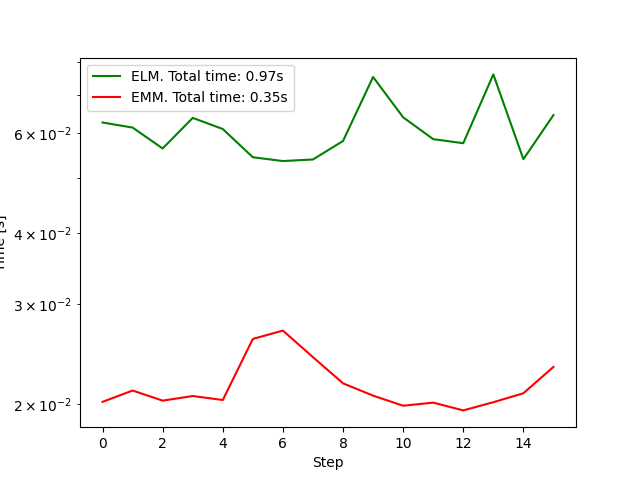 ELM. Total time: 0.97s
EMM. Total time: 0.35s
6 × 10⁻²
4 × 10⁻²
3 × 10⁻²
2 × 10⁻²
0 2 4 6 8 10 12 14
Step